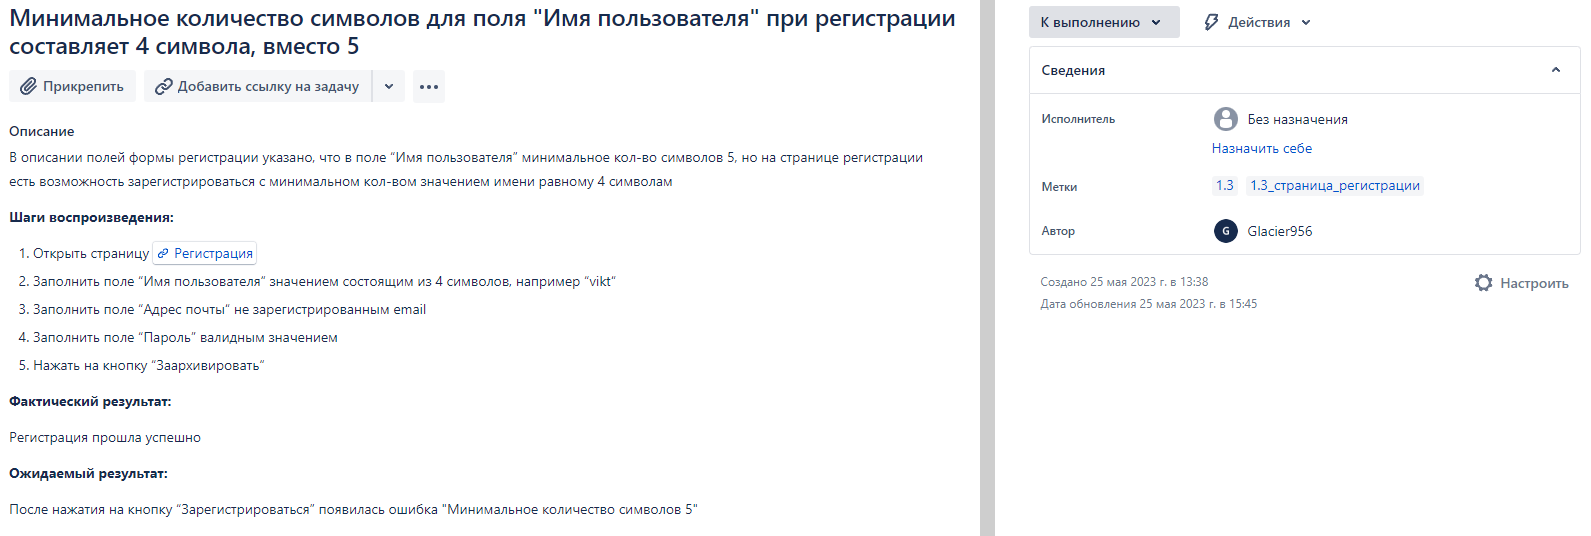 Минимальное количество символов для поля "Имя пользователя" при регистрации
составляет 4 символа, вместо 5
Прикрепить
Добавить ссылку на задачу
Описание
В описании полей формы регистрации указано, что в поле “Имя пользователя” минимальное кол-во символов 5, но на странице регистрации
есть возможность зарегистрироваться с минимальном кол-вом значением имени равному 4 символам
Шаги воспроизведения:
1. Открыть страницу Регистрация
2. Заполнить поле “Имя пользователя“ значением состоящим из 4 символов, например “vikt“
3. Заполнить поле “Адрес почты“ не зарегистрированным email
4. Заполнить поле “Пароль“ валидным значением
5. Нажать на кнопку “Заархивировать“
Фактический результат:
Регистрация прошла успешно
Ожидаемый результат:
После нажатия на кнопку “Зарегистрироваться” появилась ошибка "Минимальное количество символов 5"
К выполнению
Действия
Сведения
Исполнитель
Без назначения
Назначить себе
Метки
1.3 1.3_страница_регистрации
Автор
G Glacier956
Создано 25 мая 2023 г. в 13:38
Дата обновления 25 мая 2023 г. в 15:45
Настроить